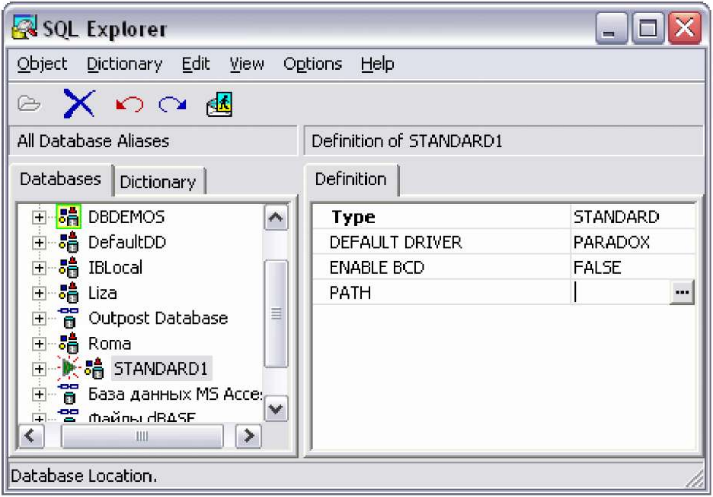 SQL Explorer
Object Dictionary Edit View Options Help
All Database Aliases
Definition of STANDARD1
Databases Dictionary
Definition
DBDEMOS
DefaultDD
IBLocal
Liza
Outpost Database
Roma
STANDARD1
База данных MS Acce
Файлы dBASE
Type STANDARD
DEFAULT DRIVER PARADOX
ENABLE BCD FALSE
PATH
Database Location.